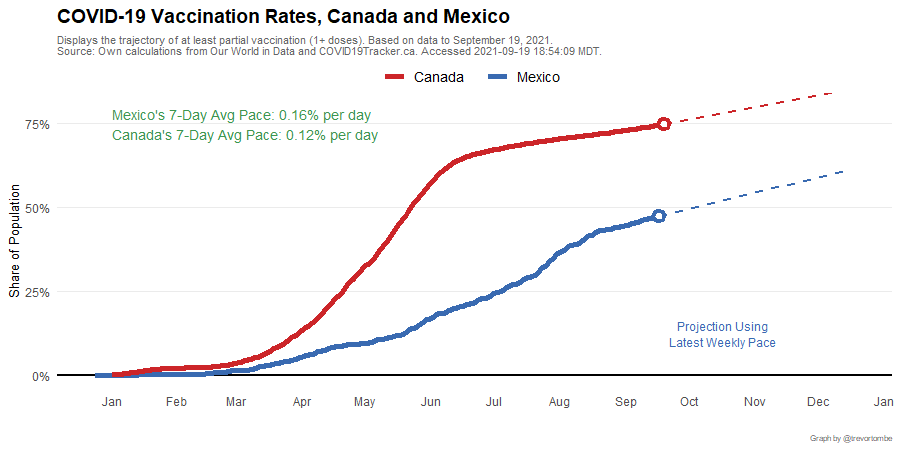 COVID-19 Vaccination Rates, Canada and Mexico
Displays the trajectory of at least partial vaccination (1+ doses). Based on data to September 19, 2021.
Source: Own calculations from Our World in Data and COVID19Tracker.ca. Accessed 2021-09-19 18:54:09 MDT.
Canada Mexico
Mexico's 7-Day Avg Pace: 0.16% per day
Canada's 7-Day Avg Pace: 0.12% per day
75%
50%
25%
0%
Share of Population
Projection Using
Latest Weekly Pace
Jan Feb Mar Apr May Jun Jul Aug Sep Oct Nov Dec Jan
Graph by @trevortombe